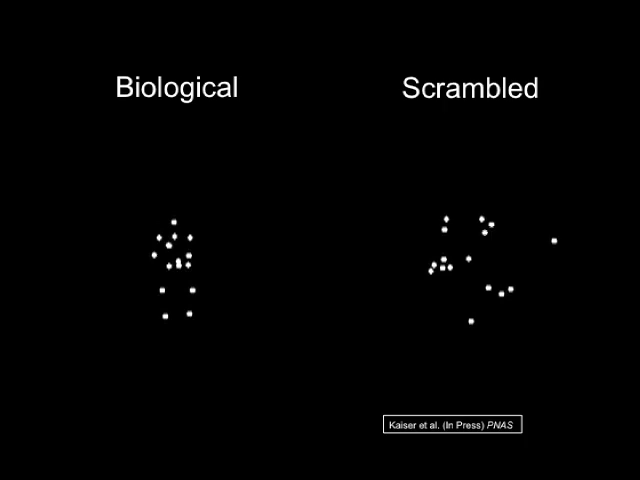 Biological
Scrambled
Kaiser et al. (In Press) PNAS